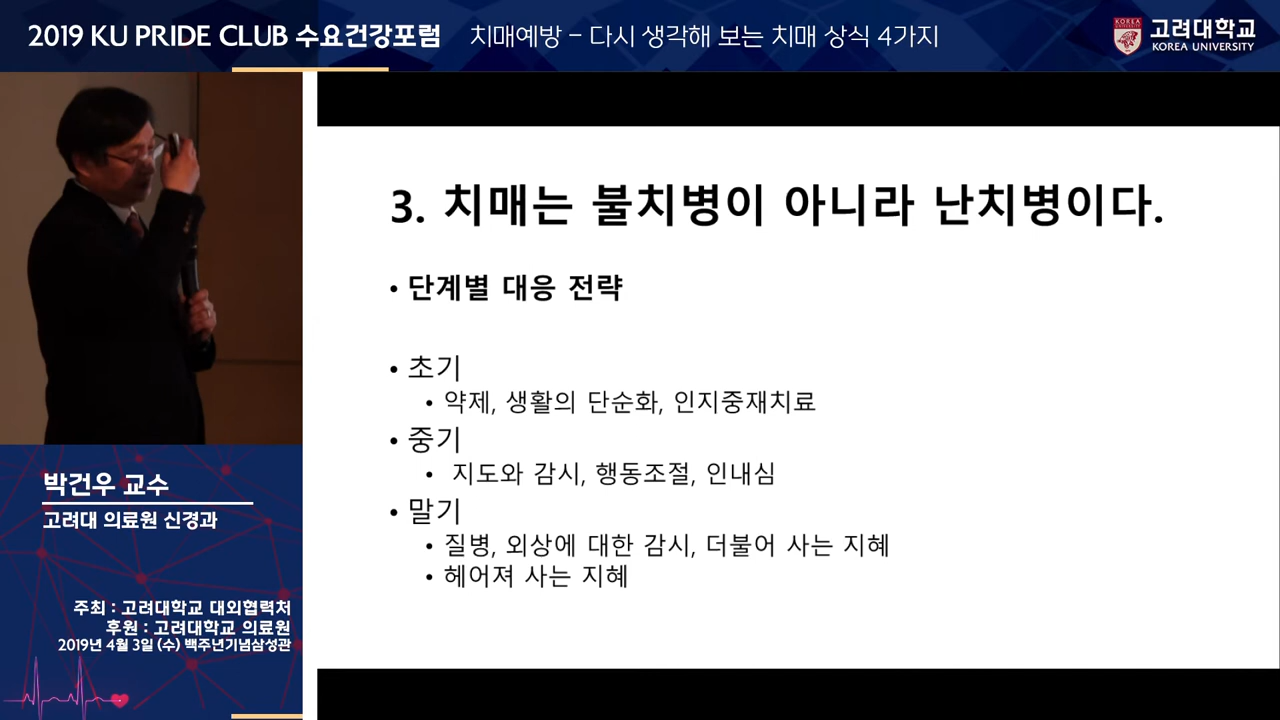 2019 KU PRIDE CLUB 수요건강포럼 치매예방 – 다시 생각해 보는 치매 상식 4가지
KOREA UNIVERSITY
고려대학교
KOREA UNIVERSITY
3. 치매는 불치병이 아니라 난치병이다.
• 단계별 대응 전략
• 초기
• 약제, 생활의 단순화, 인지중재치료
• 중기
• 지도와 감시, 행동조절, 인내심
• 말기
• 질병, 외상에 대한 감시, 더불어 사는 지혜
• 헤어져 사는 지혜
박건우 교수
고려대 의료원 신경과
주최 : 고려대학교 대외협력처
후원 : 고려대학교 의료원
2019년 4월 3일 (수) 백주년기념삼성관